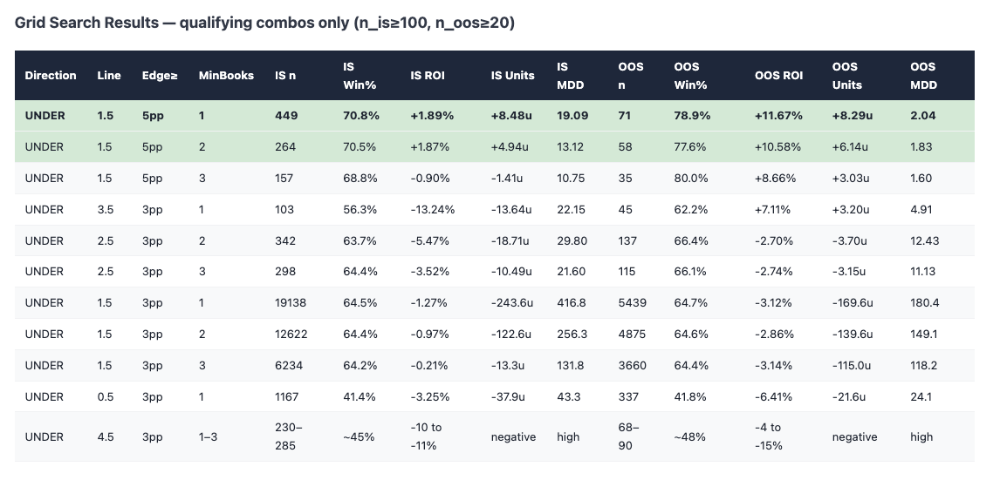 Grid Search Results — qualifying combos only (n_is≥100, n_oos≥20)
Direction Line Edge≥ MinBooks IS n IS Win% IS ROI IS Units IS MDD OOS n OOS Win% OOS ROI OOS Units OOS MDD
UNDER 1.5 5pp 1 449 70.8% +1.89% +8.48u 19.09 71 78.9% +11.67% +8.29u 2.04
UNDER 1.5 5pp 2 264 70.5% +1.87% +4.94u 13.12 58 77.6% +10.58% +6.14u 1.83
UNDER 1.5 5pp 3 157 68.8% -0.90% -1.41u 10.75 35 80.0% +8.66% +3.03u 1.60
UNDER 3.5 3pp 1 103 56.3% -13.24% -13.64u 22.15 45 62.2% +7.11% +3.20u 4.91
UNDER 2.5 3pp 2 342 63.7% -5.47% -18.71u 29.80 137 66.4% -2.70% -3.70u 12.43
UNDER 2.5 3pp 3 298 64.4% -3.52% -10.49u 21.60 115 66.1% -2.74% -3.15u 11.13
UNDER 1.5 3pp 1 19138 64.5% -1.27% -243.6u 416.8 5439 64.7% -3.12% -169.6u 180.4
UNDER 1.5 3pp 2 12622 64.4% -0.97% -122.6u 256.3 4875 64.6% -2.86% -139.6u 149.1
UNDER 1.5 3pp 3 6234 64.2% -0.21% -13.3u 131.8 3660 64.4% -3.14% -115.0u 118.2
UNDER 0.5 3pp 1 1167 41.4% -3.25% -37.9u 43.3 337 41.8% -6.41% -21.6u 24.1
UNDER 4.5 3pp 1–3 230–285 ~45% -10 to -11% negative high 68–90 ~48% -4 to -15% negative high